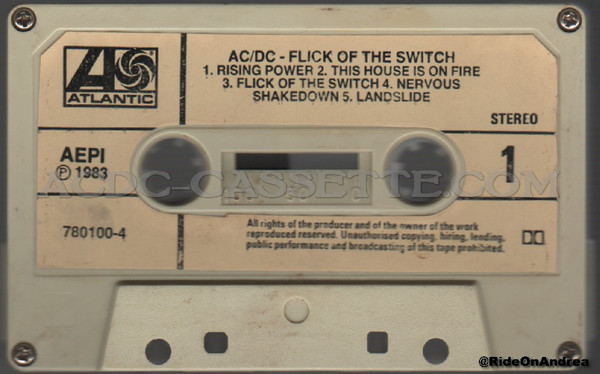 AC/DC - FLICK OF THE SWITCH
1. RISING POWER 2. THIS HOUSE IS ON FIRE
3. FLICK OF THE SWITCH 4. NERVOUS
SHAKEDOWN 5. LANDSLIDE
ATLANTIC
STEREO
AEPI
℗ 1983
1
ACDC-CASSETTE.COM
780100-4
All rights of the producer and of the owner of the work
reproduced reserved. Unauthorised copying, hiring, lending,
public performance and broadcasting of this tape prohibited.
@RideOnAndrea